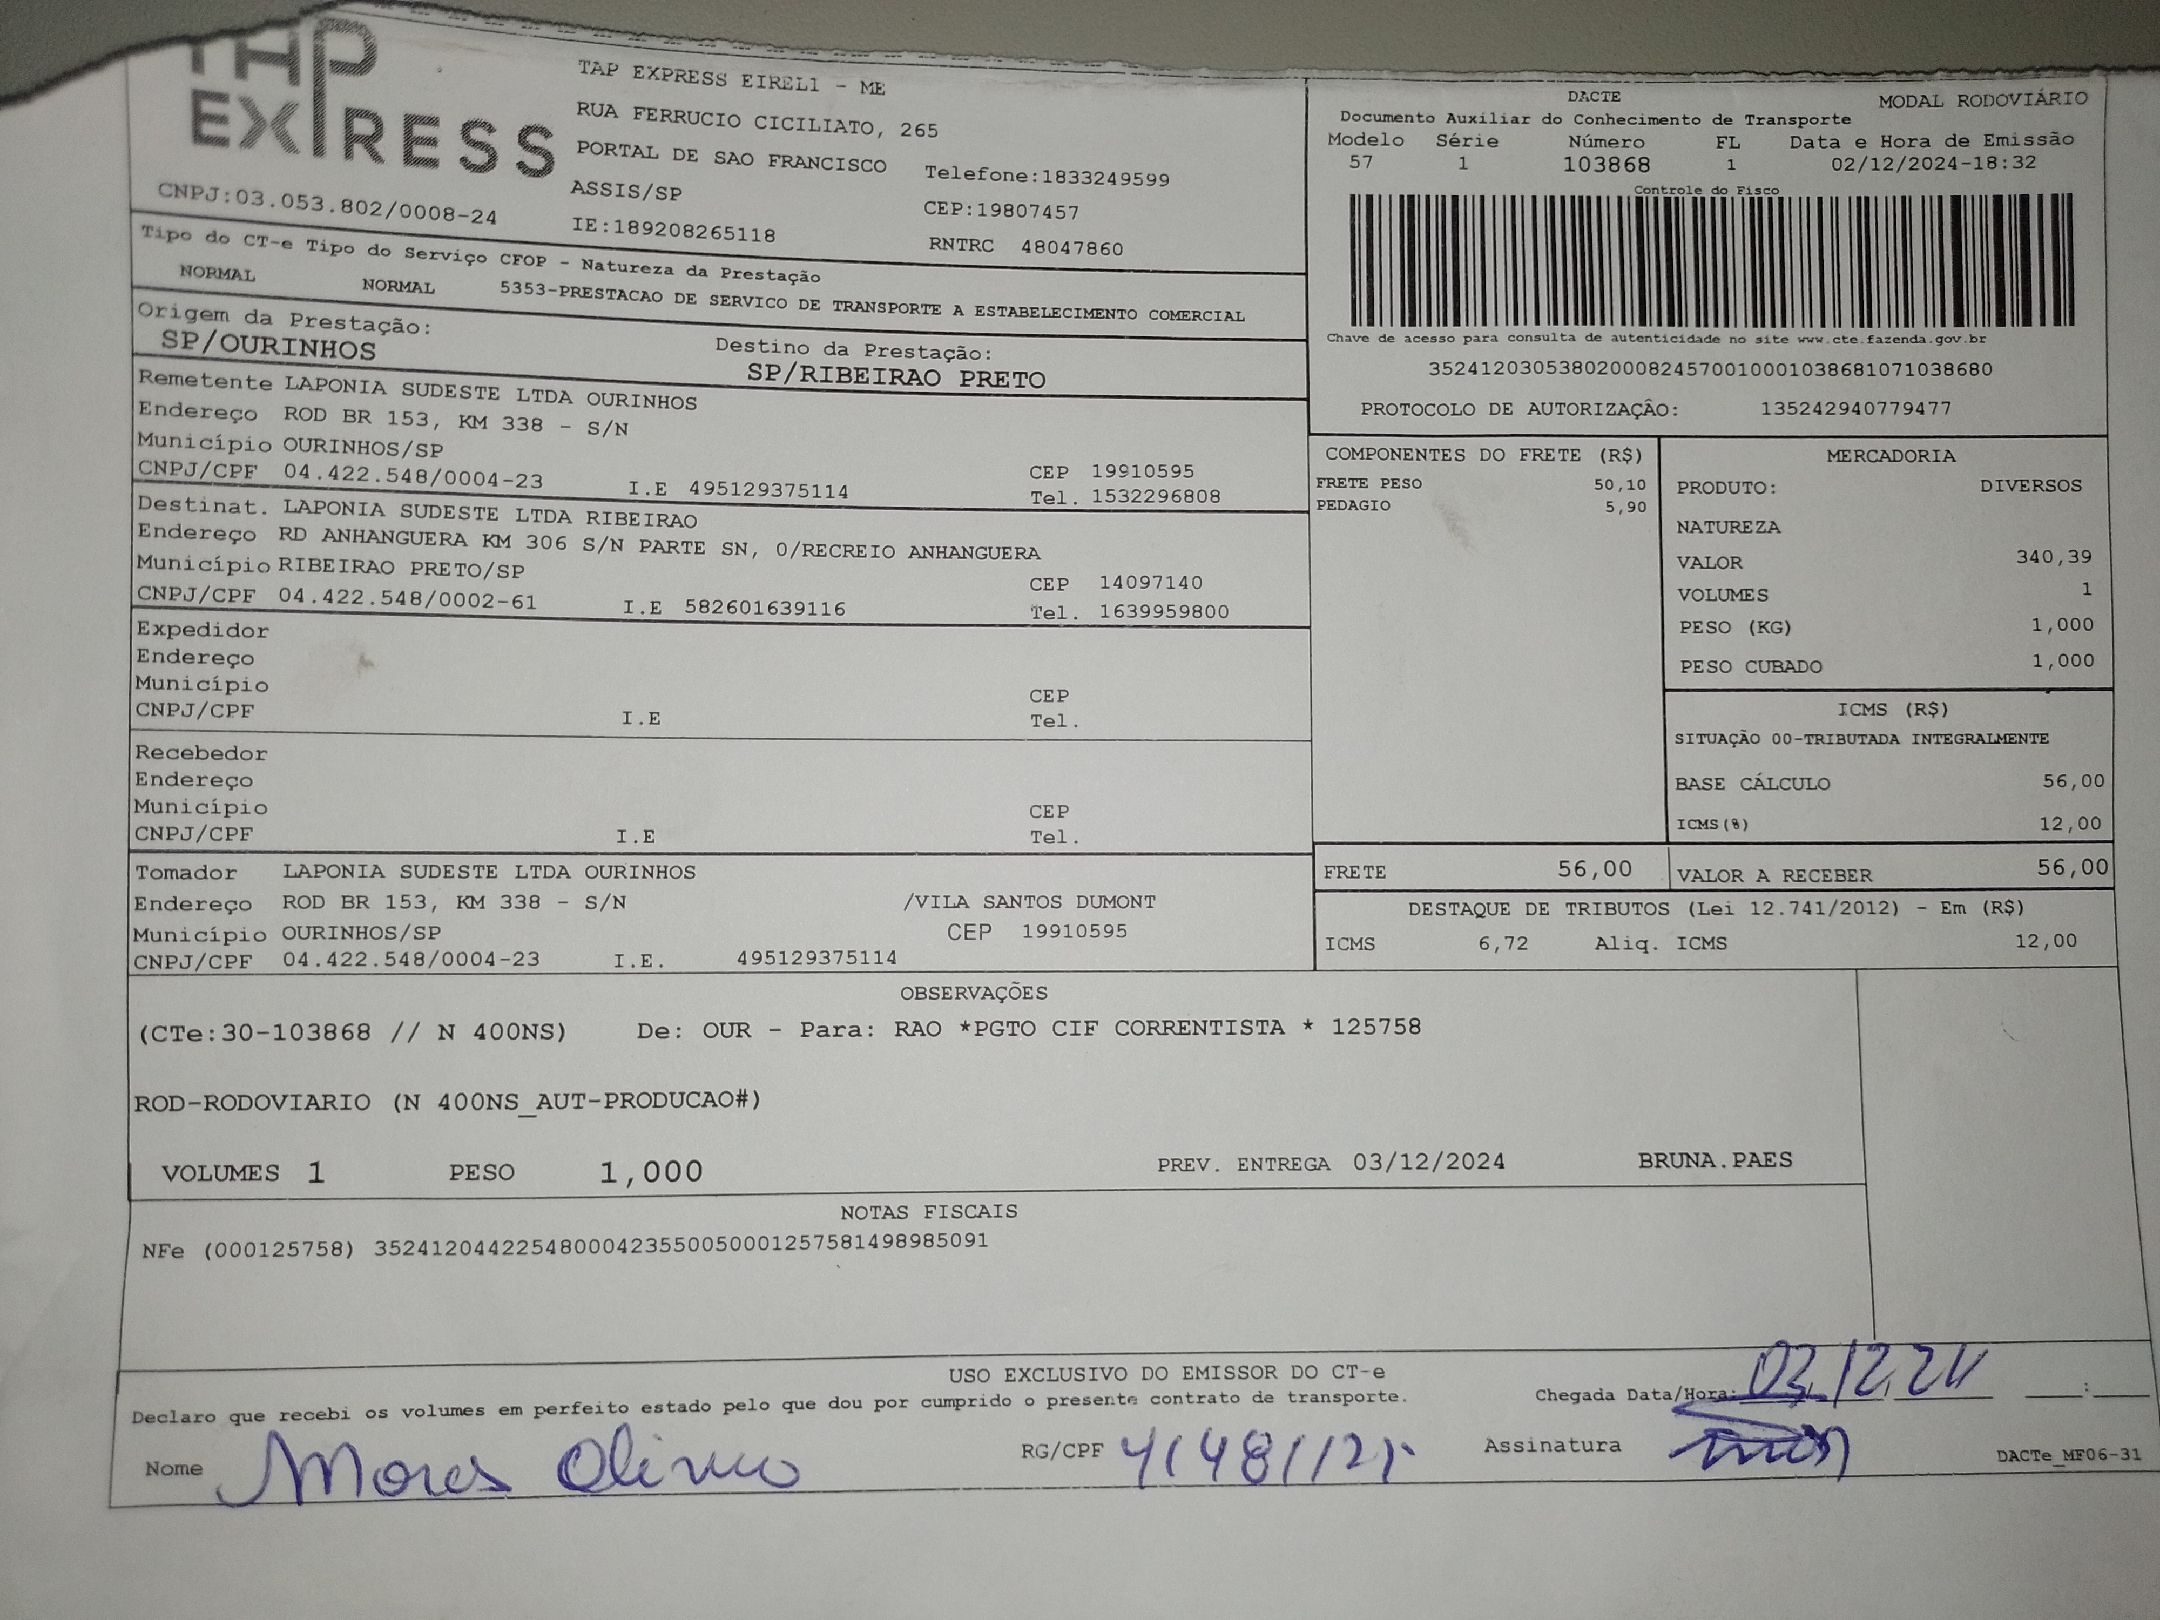 TAP
EXPRESS
CNPJ:03.053.802/0008-24
TAP EXPRESS EIREL1 - ME
RUA FERRUCIO CICILIATO, 265
PORTAL DE SAO FRANCISCO Telefone:1833249599
ASSIS/SP CEP:19807457
IE:189208265118 RNTRC 48047860
DACTE MODAL RODOVIÁRIO
Documento Auxiliar do Conhecimento de Transporte
Modelo Série Número FL Data e Hora de Emissão
57 1 103868 1 02/12/2024-18:32
Controle do Fisco
Chave de acesso para consulta de autenticidade no site www.cte.fazenda.gov.br
35241203053802000824570010001038681071038680
PROTOCOLO DE AUTORIZAÇÃO: 135242940779477
Tipo do CT-e Tipo do Serviço CFOP - Natureza da Prestação
NORMAL NORMAL 5353-PRESTACAO DE SERVICO DE TRANSPORTE A ESTABELECIMENTO COMERCIAL
Origem da Prestação: Destino da Prestação:
SP/OURINHOS SP/RIBEIRAO PRETO
Remetente LAPONIA SUDESTE LTDA OURINHOS
Endereço ROD BR 153, KM 338 - S/N
Município OURINHOS/SP CEP 19910595
CNPJ/CPF 04.422.548/0004-23 I.E 495129375114 Tel. 1532296808
Destinat. LAPONIA SUDESTE LTDA RIBEIRAO
Endereço RD ANHANGUERA KM 306 S/N PARTE SN, 0/RECREIO ANHANGUERA
Município RIBEIRAO PRETO/SP CEP 14097140
CNPJ/CPF 04.422.548/0002-61 I.E 582601639116 Tel. 1639959800
Expedidor
Endereço
Município CEP
CNPJ/CPF I.E Tel.
Recebedor
Endereço
Município CEP
CNPJ/CPF I.E Tel.
Tomador LAPONIA SUDESTE LTDA OURINHOS
Endereço ROD BR 153, KM 338 - S/N /VILA SANTOS DUMONT
Município OURINHOS/SP CEP 19910595
CNPJ/CPF 04.422.548/0004-23 I.E. 495129375114
COMPONENTES DO FRETE (R$)
FRETE PESO 50,10
PEDAGIO 5,90
MERCADORIA
PRODUTO: DIVERSOS
NATUREZA
VALOR 340,39
VOLUMES 1
PESO (KG) 1,000
PESO CUBADO 1,000
ICMS (R$)
SITUAÇÃO 00-TRIBUTADA INTEGRALMENTE
BASE CÁLCULO 56,00
ICMS(%) 12,00
FRETE 56,00 VALOR A RECEBER 56,00
DESTAQUE DE TRIBUTOS (Lei 12.741/2012) - Em (R$)
ICMS 6,72 Aliq. ICMS 12,00
OBSERVAÇÕES
(CTe:30-103868 // N 400NS) De: OUR - Para: RAO *PGTO CIF CORRENTISTA * 125758
ROD-RODOVIARIO (N 400NS_AUT-PRODUCAO#)
VOLUMES 1 PESO 1,000 PREV. ENTREGA 03/12/2024 BRUNA.PAES
NOTAS FISCAIS
NFe (000125758) 35241204422548000423550050001257581498985091
USO EXCLUSIVO DO EMISSOR DO CT-e
Declaro que recebi os volumes em perfeito estado pelo que dou por cumprido o presente contrato de transporte. Chegada Data/Hora: 03/12.24 :
Nome RG/CPF Assinatura DACTe_MF06-31